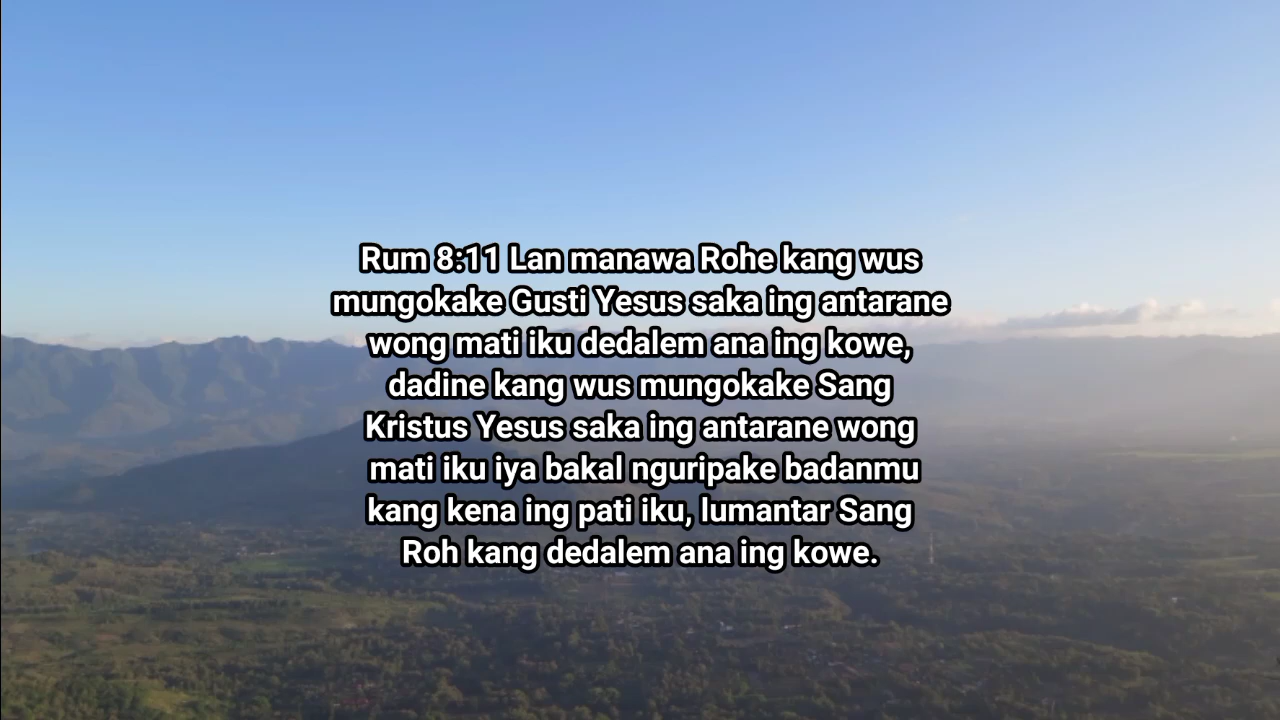 Rum 8:11 Lan manawa Rohe kang wus
mungokake Gusti Yesus saka ing antarane
wong mati iku dedalem ana ing kowe,
dadine kang wus mungokake Sang
Kristus Yesus saka ing antarane wong
mati iku iya bakal nguripake badanmu
kang kena ing pati iku, lumantar Sang
Roh kang dedalem ana ing kowe.